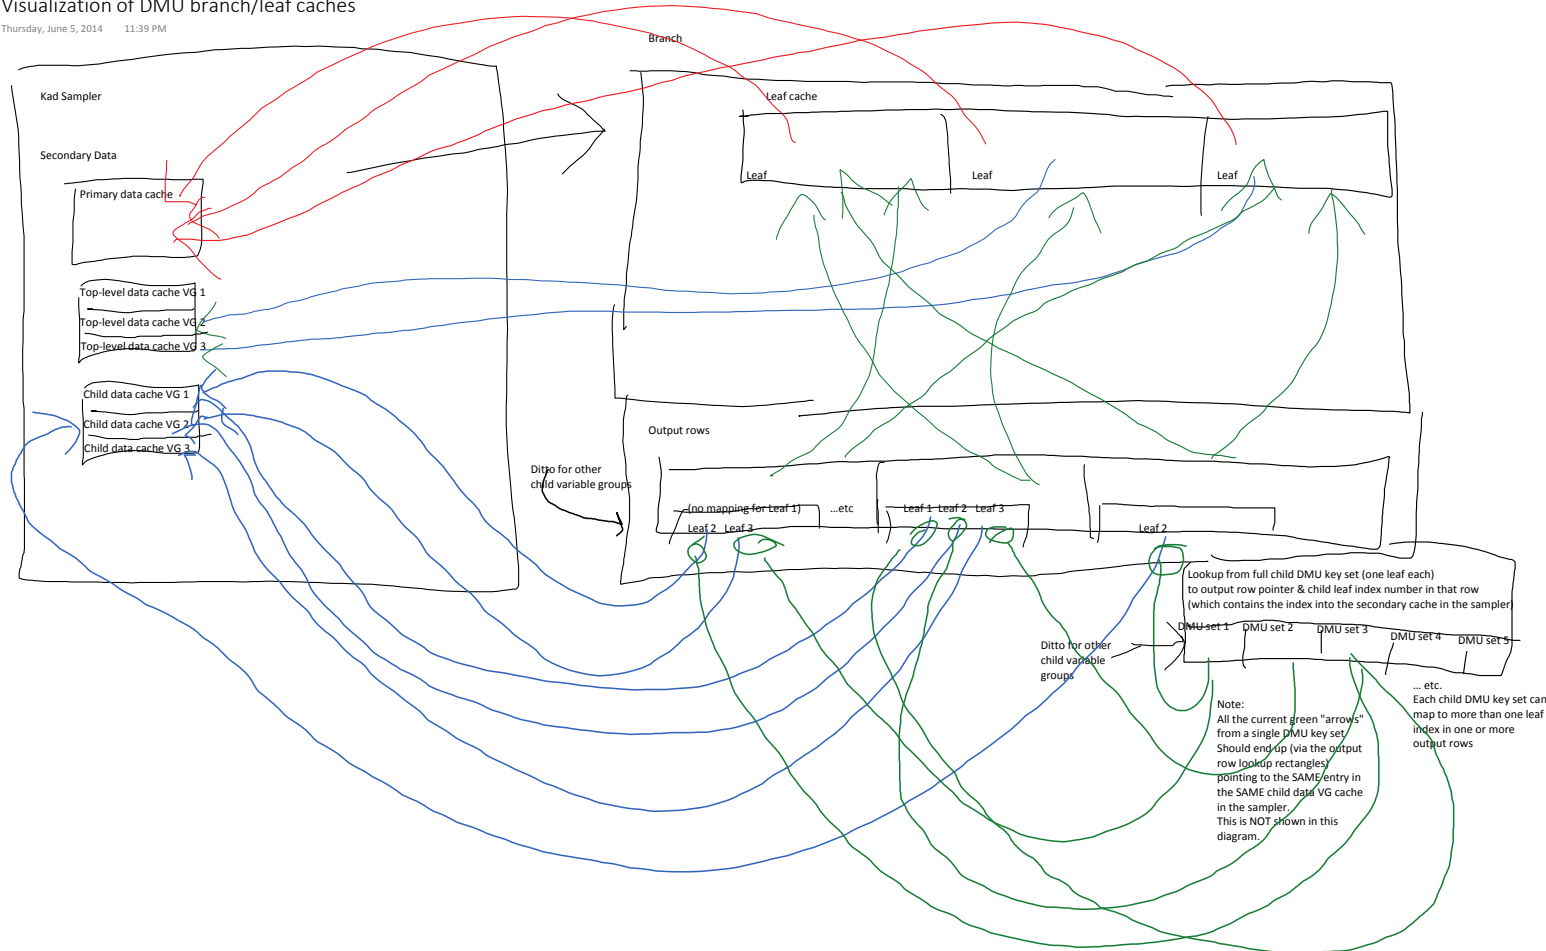 Visualization of DMU branch/leaf caches
Thursday, June 5, 2014 11:39 PM
Branch
Kad Sampler
Leaf cache
Secondary Data
Leaf
Leaf
Leaf
Primary data cache
Top-level data cache VG 1
Top-level data cache VG 2
Top-level data cache VG 3
Child data cache VG 1
Child data cache VG 2
Child data cache VG 3
Output rows
Ditto for other
child variable groups
(no mapping for Leaf 1) ...etc
Leaf 2 Leaf 3
Leaf 1 Leaf 2 Leaf 3
Leaf 2
Lookup from full child DMU key set (one leaf each)
to output row pointer & child leaf index number in that row
(which contains the index into the secondary cache in the sampler)
DMU set 1 DMU set 2 DMU set 3 DMU set 4 DMU set 5
Ditto for other
child variable
groups
... etc.
Each child DMU key set can
map to more than one leaf
index in one or more
output rows
Note:
All the current green "arrows"
from a single DMU key set
Should end up (via the output
row lookup rectangles)
pointing to the SAME entry in
the SAME child data VG cache
in the sampler.
This is NOT shown in this
diagram.